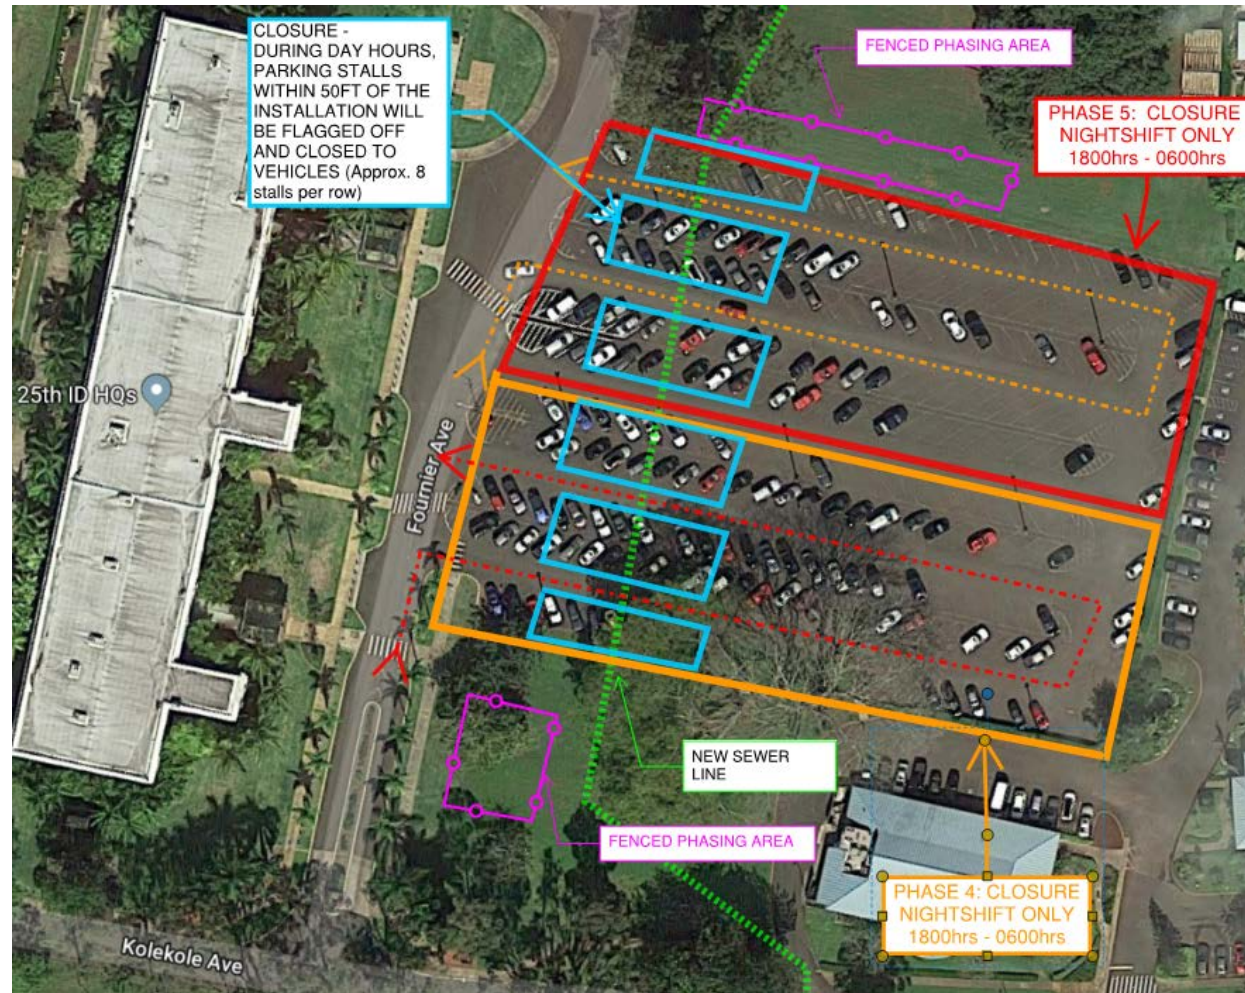 CLOSURE -
DURING DAY HOURS,
PARKING STALLS
WITHIN 50FT OF THE
INSTALLATION WILL
BE FLAGGED OFF
AND CLOSED TO
VEHICLES (Approx. 8
stalls per row)
FENCED PHASING AREA
PHASE 5: CLOSURE
NIGHTSHIFT ONLY
1800hrs - 0600hrs
25th ID HQs
Fournier Ave
NEW SEWER
LINE
FENCED PHASING AREA
PHASE 4: CLOSURE
NIGHTSHIFT ONLY
1800hrs - 0600hrs
Kolekole Ave